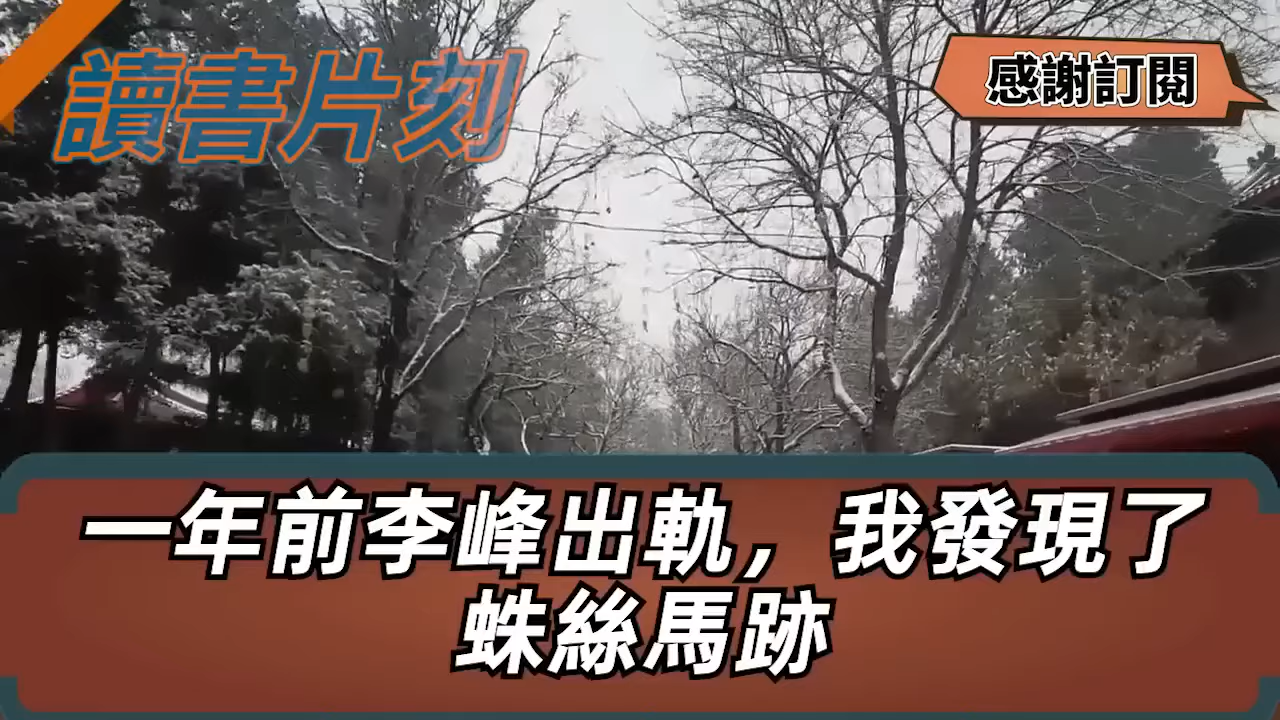 讀書片刻
感謝訂閱
一年前李峰出軌，我發現了
蛛絲馬跡